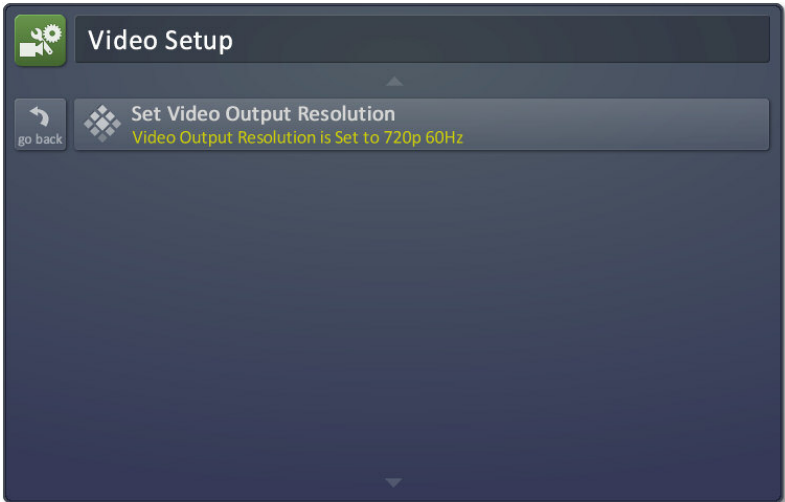 Video Setup
Set Video Output Resolution
Video Output Resolution is Set to 720p 60Hz
go back